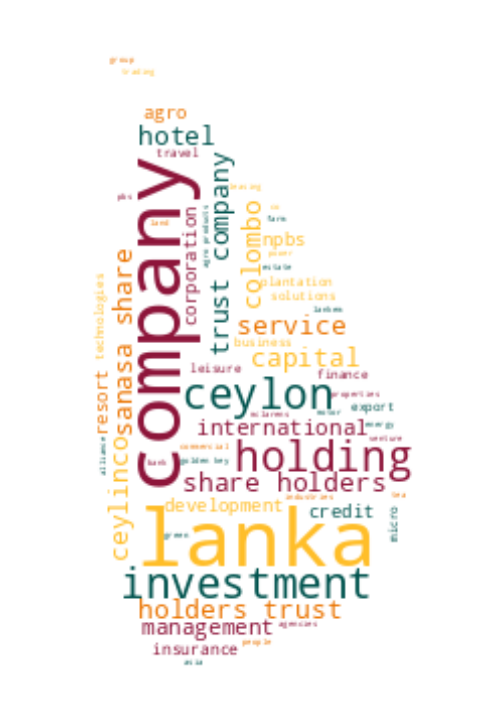 group
trading
agro
hotel
travel
company
trust company
leasing
pbs
land
agro products
corporation
colombo
farm
npbs
power
estate
plantation
solutions
lankem
technologies
sanasa share
service
business
capital
leisure
finance
resort
ceylon
properties
export
mclarens
motor
energy
international
venture
ceylinco
alliance
commercial
holding
bank
golden key
share holders
industries
tea
development
credit
micro
lanka
green
investment
holders trust
management
agencies
insurance
people
asia